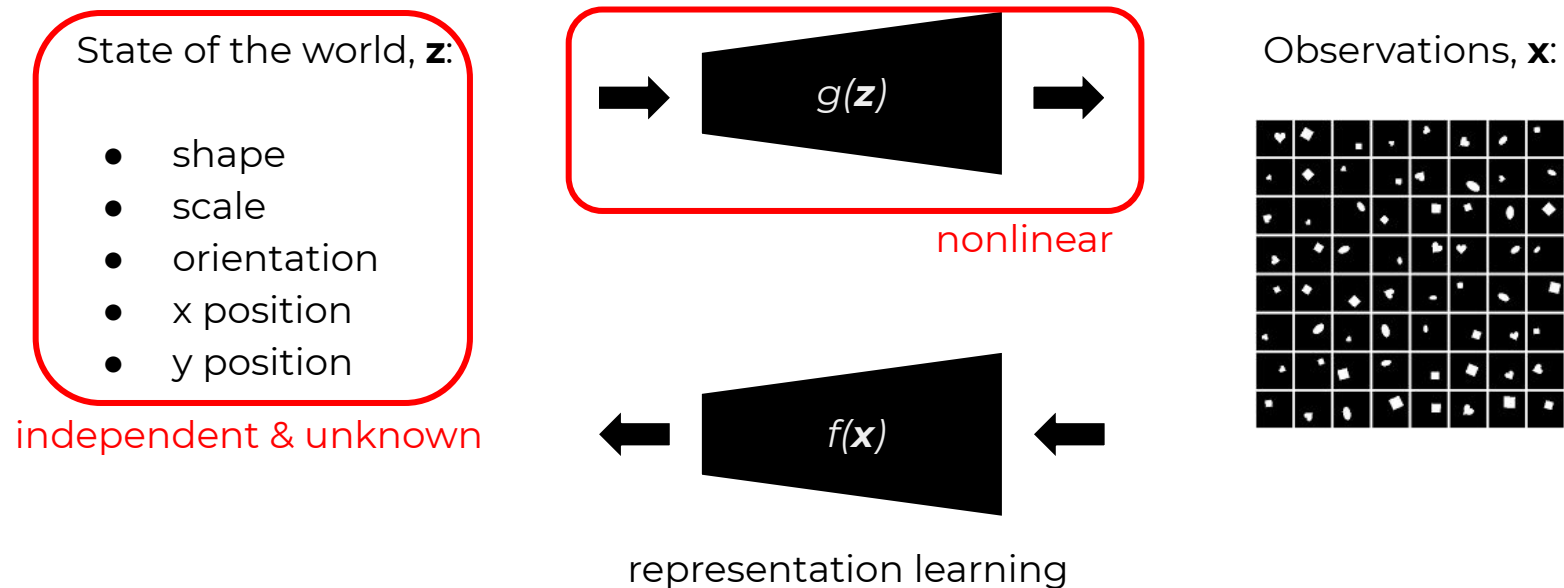 State of the world, z:
● shape
● scale
● orientation
● x position
● y position
independent & unknown
g(z)
nonlinear
f(x)
representation learning
Observations, x: